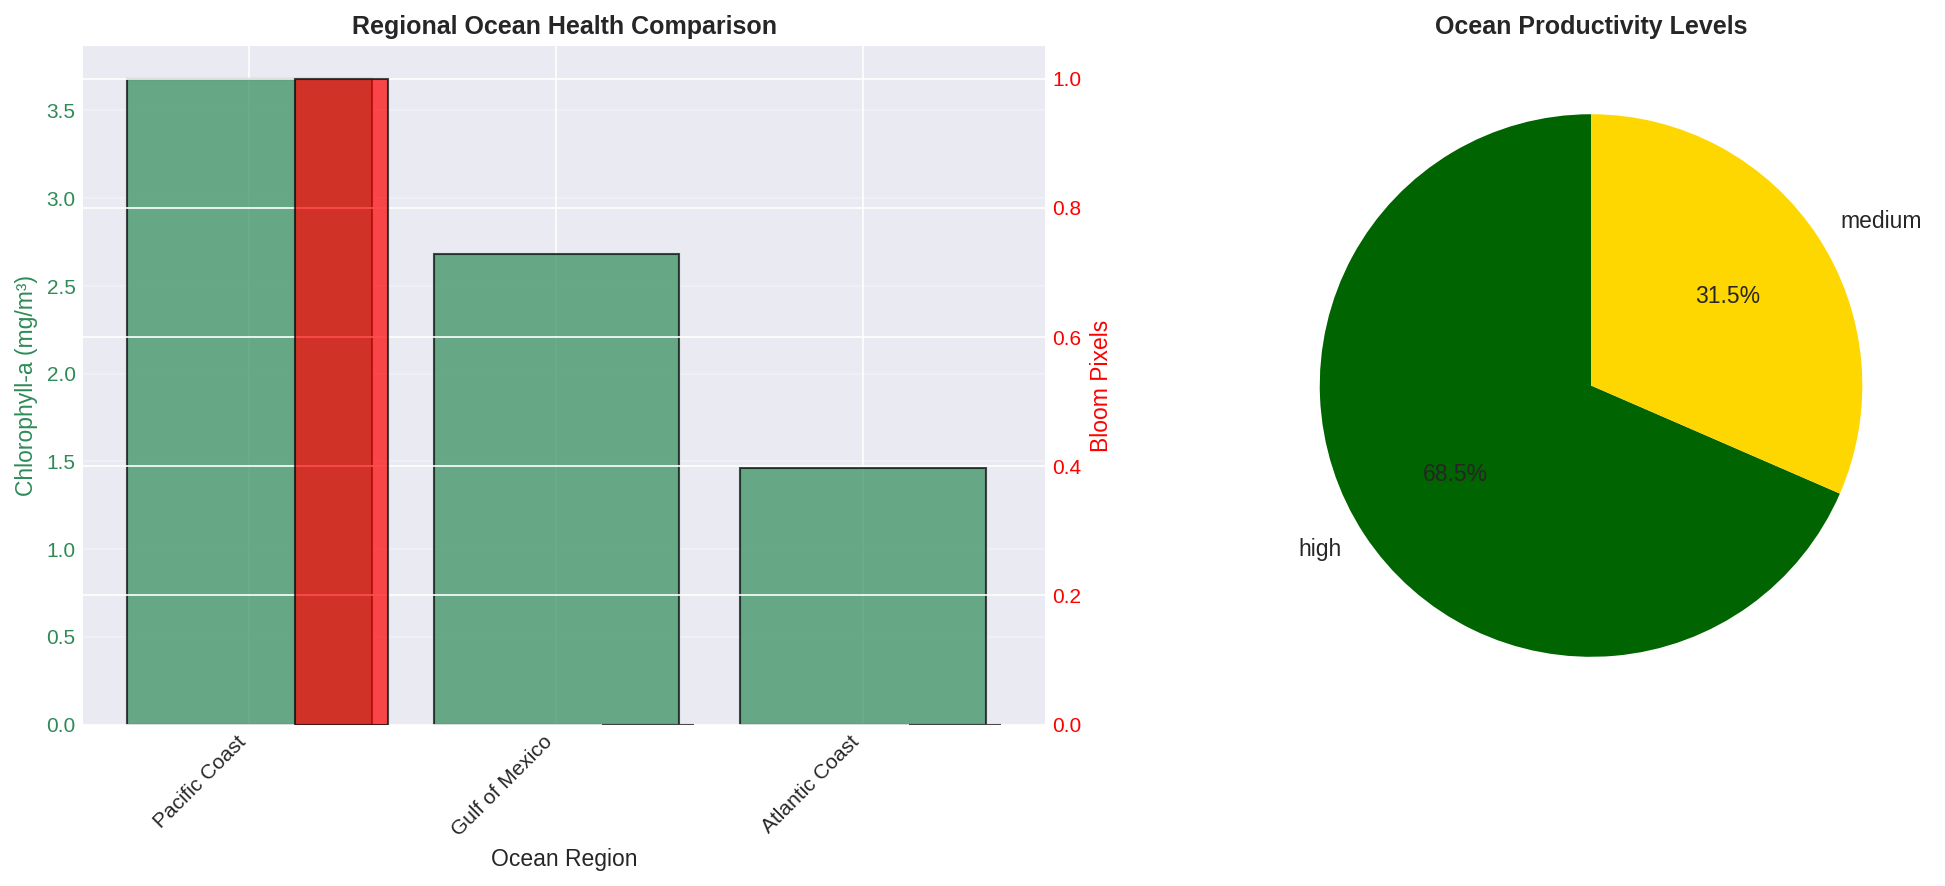 Regional Ocean Health Comparison
Chlorophyll-a (mg/m³)
3.5
3.0
2.5
2.0
1.5
1.0
0.5
0.0
1.0
0.8
0.6
0.4
0.2
0.0
Bloom Pixels
Pacific Coast
Gulf of Mexico
Atlantic Coast
Ocean Region
Ocean Productivity Levels
medium
31.5%
68.5%
high